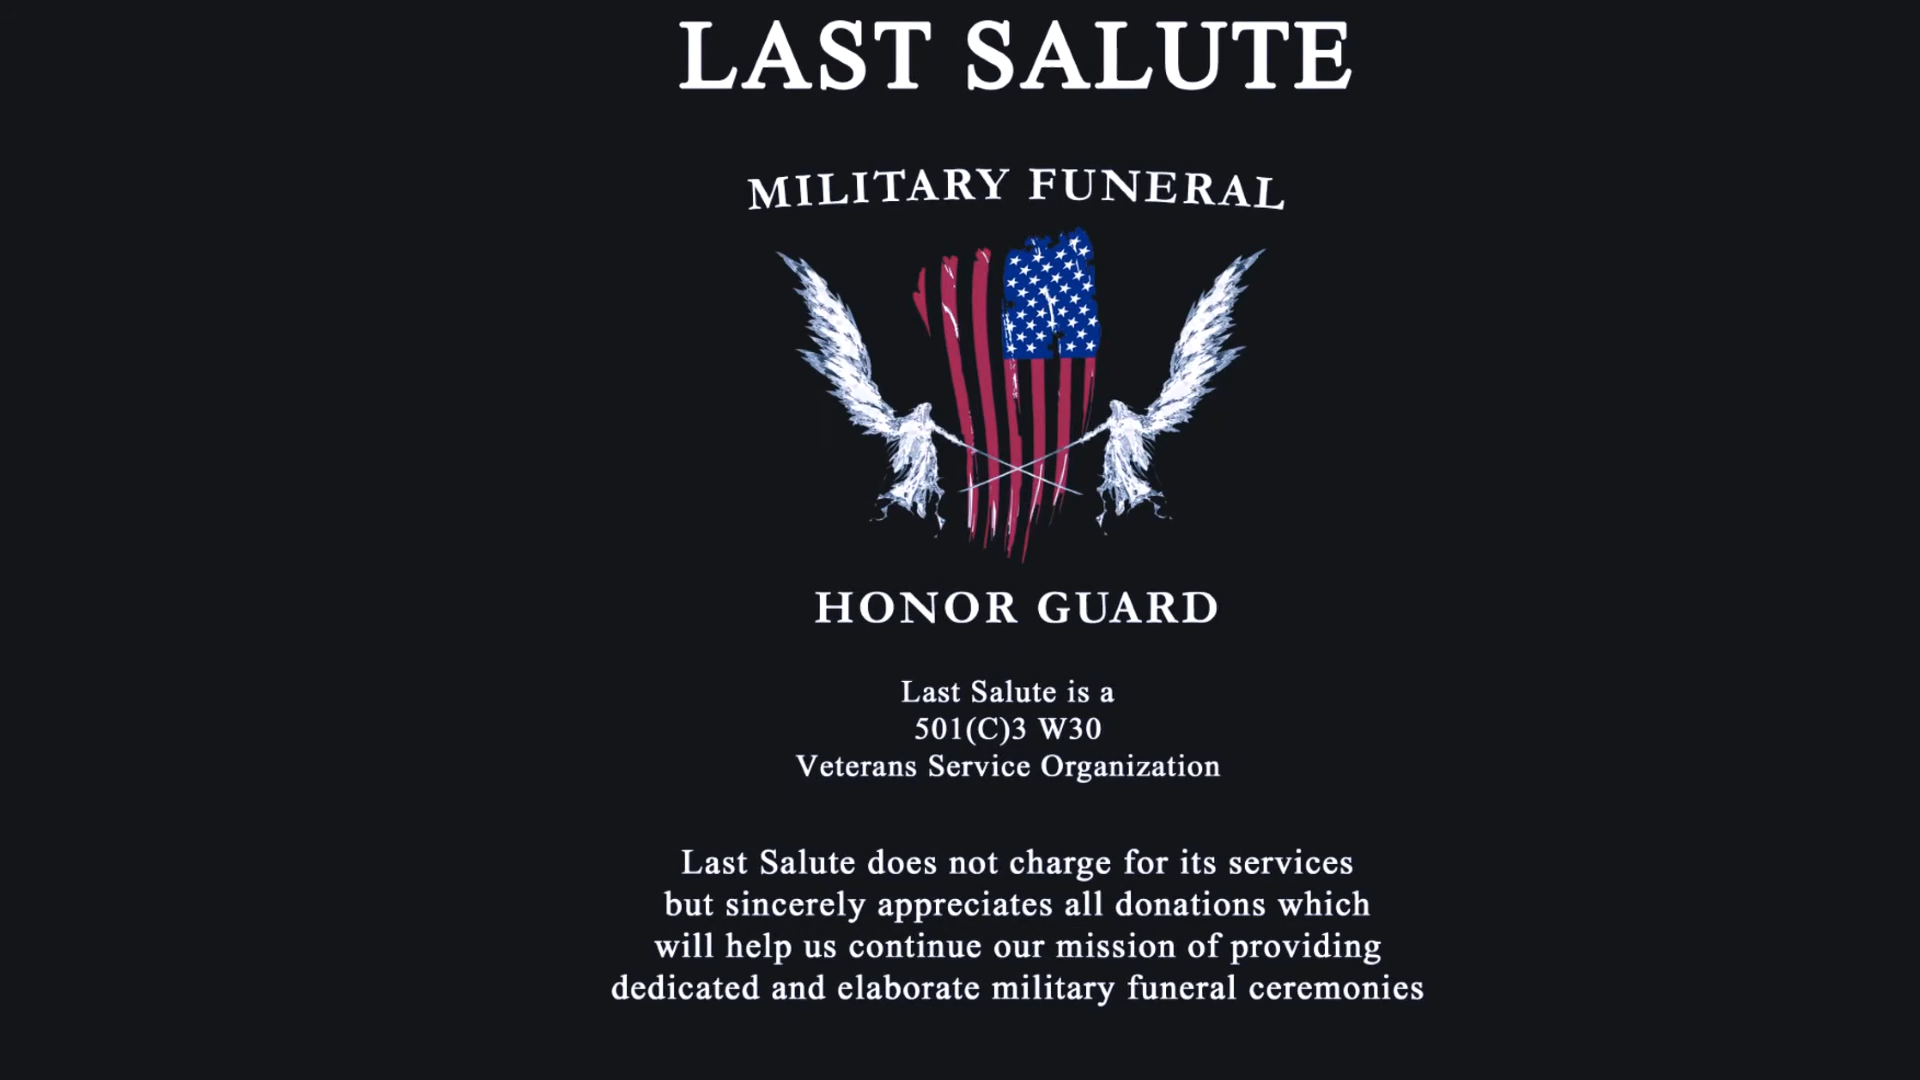 LAST SALUTE
MILITARY FUNERAL
HONOR GUARD
Last Salute is a
501(C)3 W30
Veterans Service Organization
Last Salute does not charge for its services
but sincerely appreciates all donations which
will help us continue our mission of providing
dedicated and elaborate military funeral ceremonies